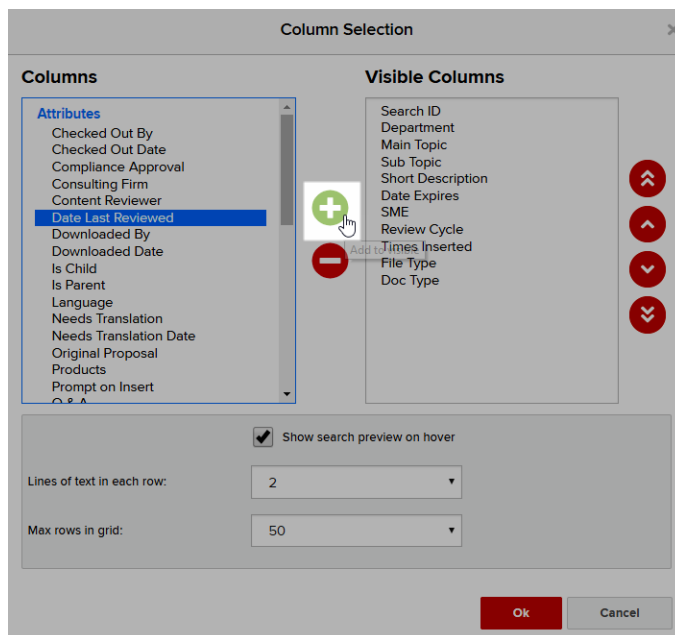 Column Selection
Columns
Visible Columns
Attributes
Checked Out By
Checked Out Date
Compliance Approval
Consulting Firm
Content Reviewer
Date Last Reviewed
Downloaded By
Downloaded Date
Is Child
Is Parent
Language
Needs Translation
Needs Translation Date
Original Proposal
Products
Prompt on Insert
Q & A
Search ID
Department
Main Topic
Sub Topic
Short Description
Date Expires
SME
Review Cycle
Times Inserted
File Type
Doc Type
Add to visible
Show search preview on hover
Lines of text in each row:
2
Max rows in grid:
50
Ok
Cancel